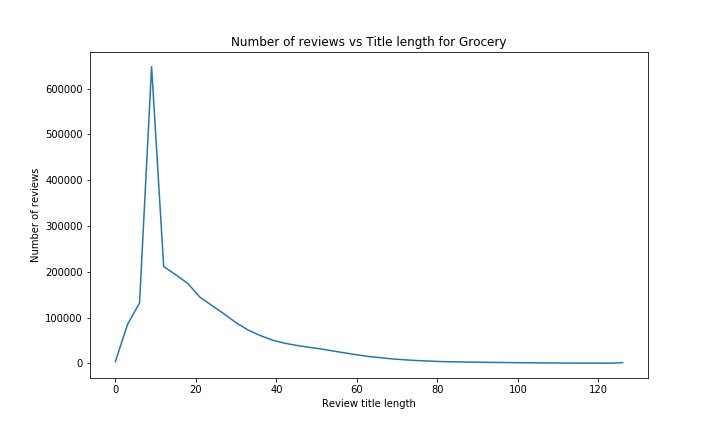 Number of reviews vs Title length for Grocery
600000
500000
400000
300000
200000
100000
0
Number of reviews
0 20 40 60 80 100 120
Review title length